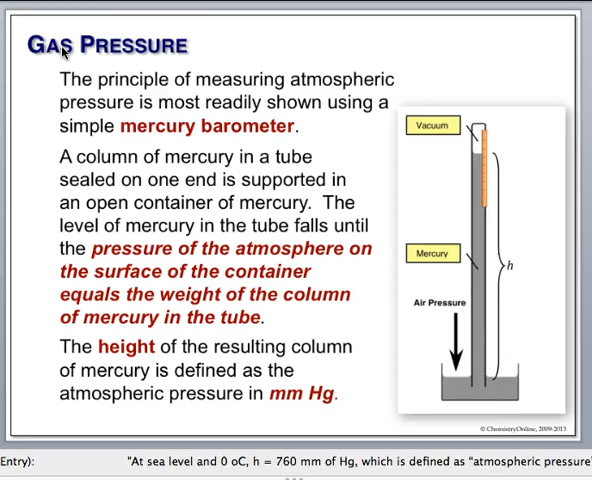 GAS PRESSURE
The principle of measuring atmospheric
pressure is most readily shown using a
simple mercury barometer.
A column of mercury in a tube
sealed on one end is supported in
an open container of mercury. The
level of mercury in the tube falls until
the pressure of the atmosphere on
the surface of the container
equals the weight of the column
of mercury in the tube.
The height of the resulting column
of mercury is defined as the
atmospheric pressure in mm Hg.
Vacuum
Mercury
h
Air Pressure
© ChemistryOnline, 2009-2013
Entry): "At sea level and 0 oC, h = 760 mm of Hg, which is defined as "atmospheric pressure"